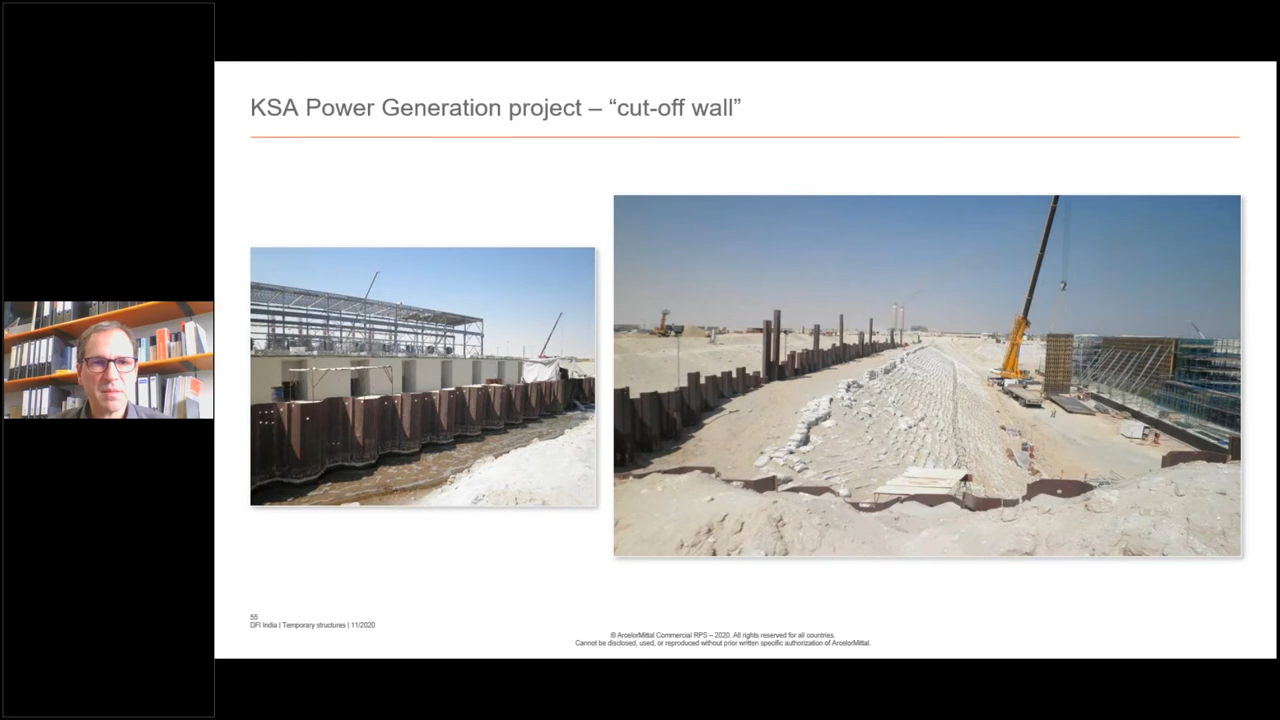 KSA Power Generation project – “cut-off wall”
55
DFI India | Temporary structures | 11/2020
© ArcelorMittal Commercial RPS – 2020. All rights reserved for all countries.
Cannot be disclosed, used, or reproduced without prior written specific authorization of ArcelorMittal.